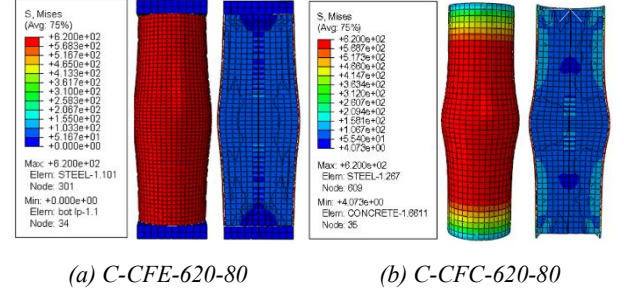 S, Mises
(Avg: 75%)
+6.200e+02
+5.683e+02
+5.167e+02
+4.650e+02
+4.133e+02
+3.617e+02
+3.100e+02
+2.583e+02
+2.067e+02
+1.550e+02
+1.033e+02
+5.167e+01
+0.000e+00
Max: +6.200e+02
Elem: STEEL-1.101
Node: 301
Min: +0.000e+00
Elem: bot lp-1.1
Node: 34
S, Mises
(Avg: 75%)
+6.200e+02
+5.687e+02
+5.173e+02
+4.660e+02
+4.147e+02
+3.634e+02
+3.120e+02
+2.607e+02
+2.094e+02
+1.581e+02
+1.067e+02
+5.540e+01
+4.073e+00
Max: +6.200e+02
Elem: STEEL-1.267
Node: 609
Min: +4.073e+00
Elem: CONCRETE-1.6611
Node: 35
(a) C-CFE-620-80
(b) C-CFC-620-80